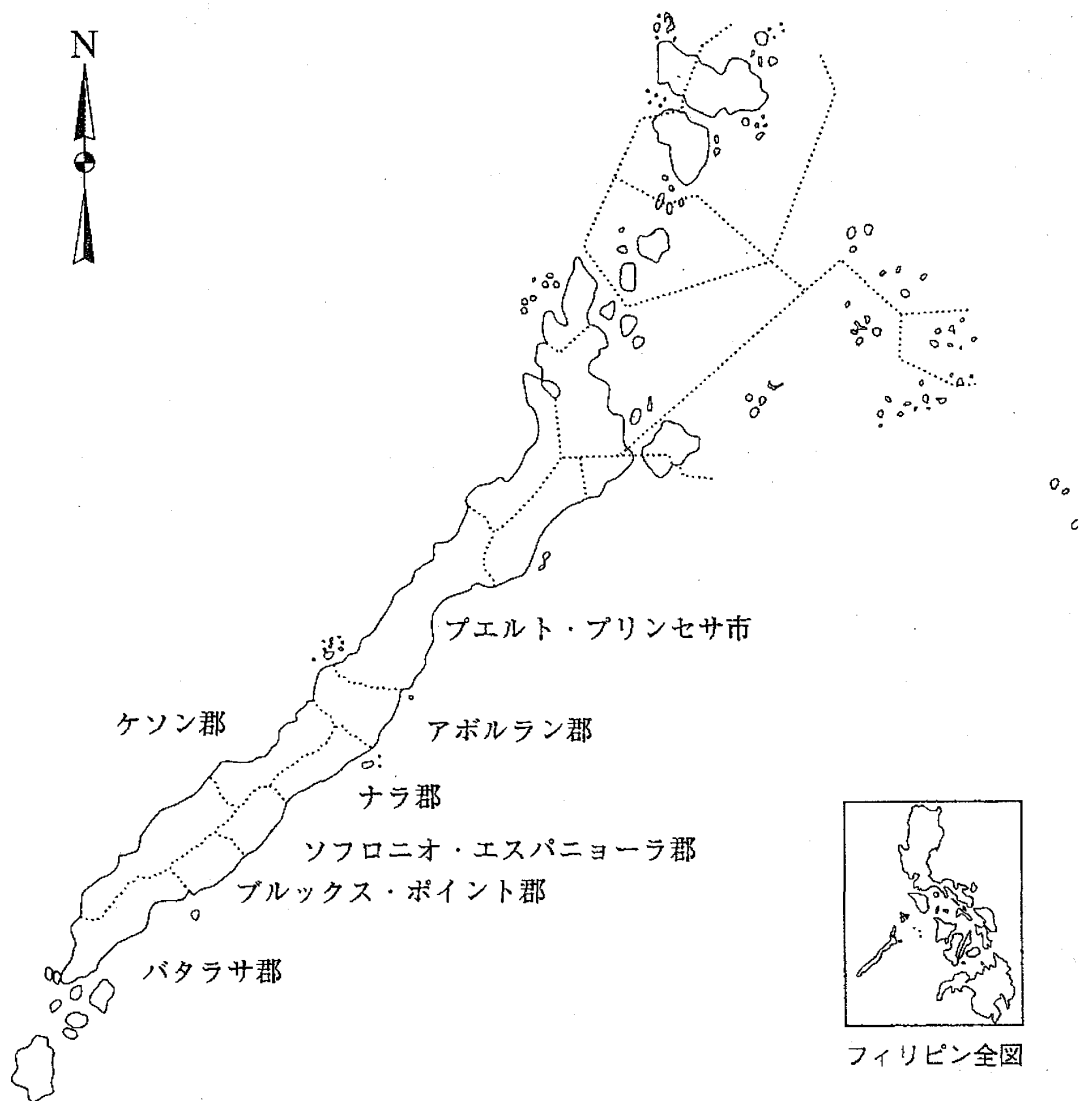 N
プエルト・プリンセサ市
ケソン郡
アボルラン郡
ナラ郡
ソフロニオ・エスパニョーラ郡
ブルックス・ポイント郡
バタラサ郡
フィリピン全図